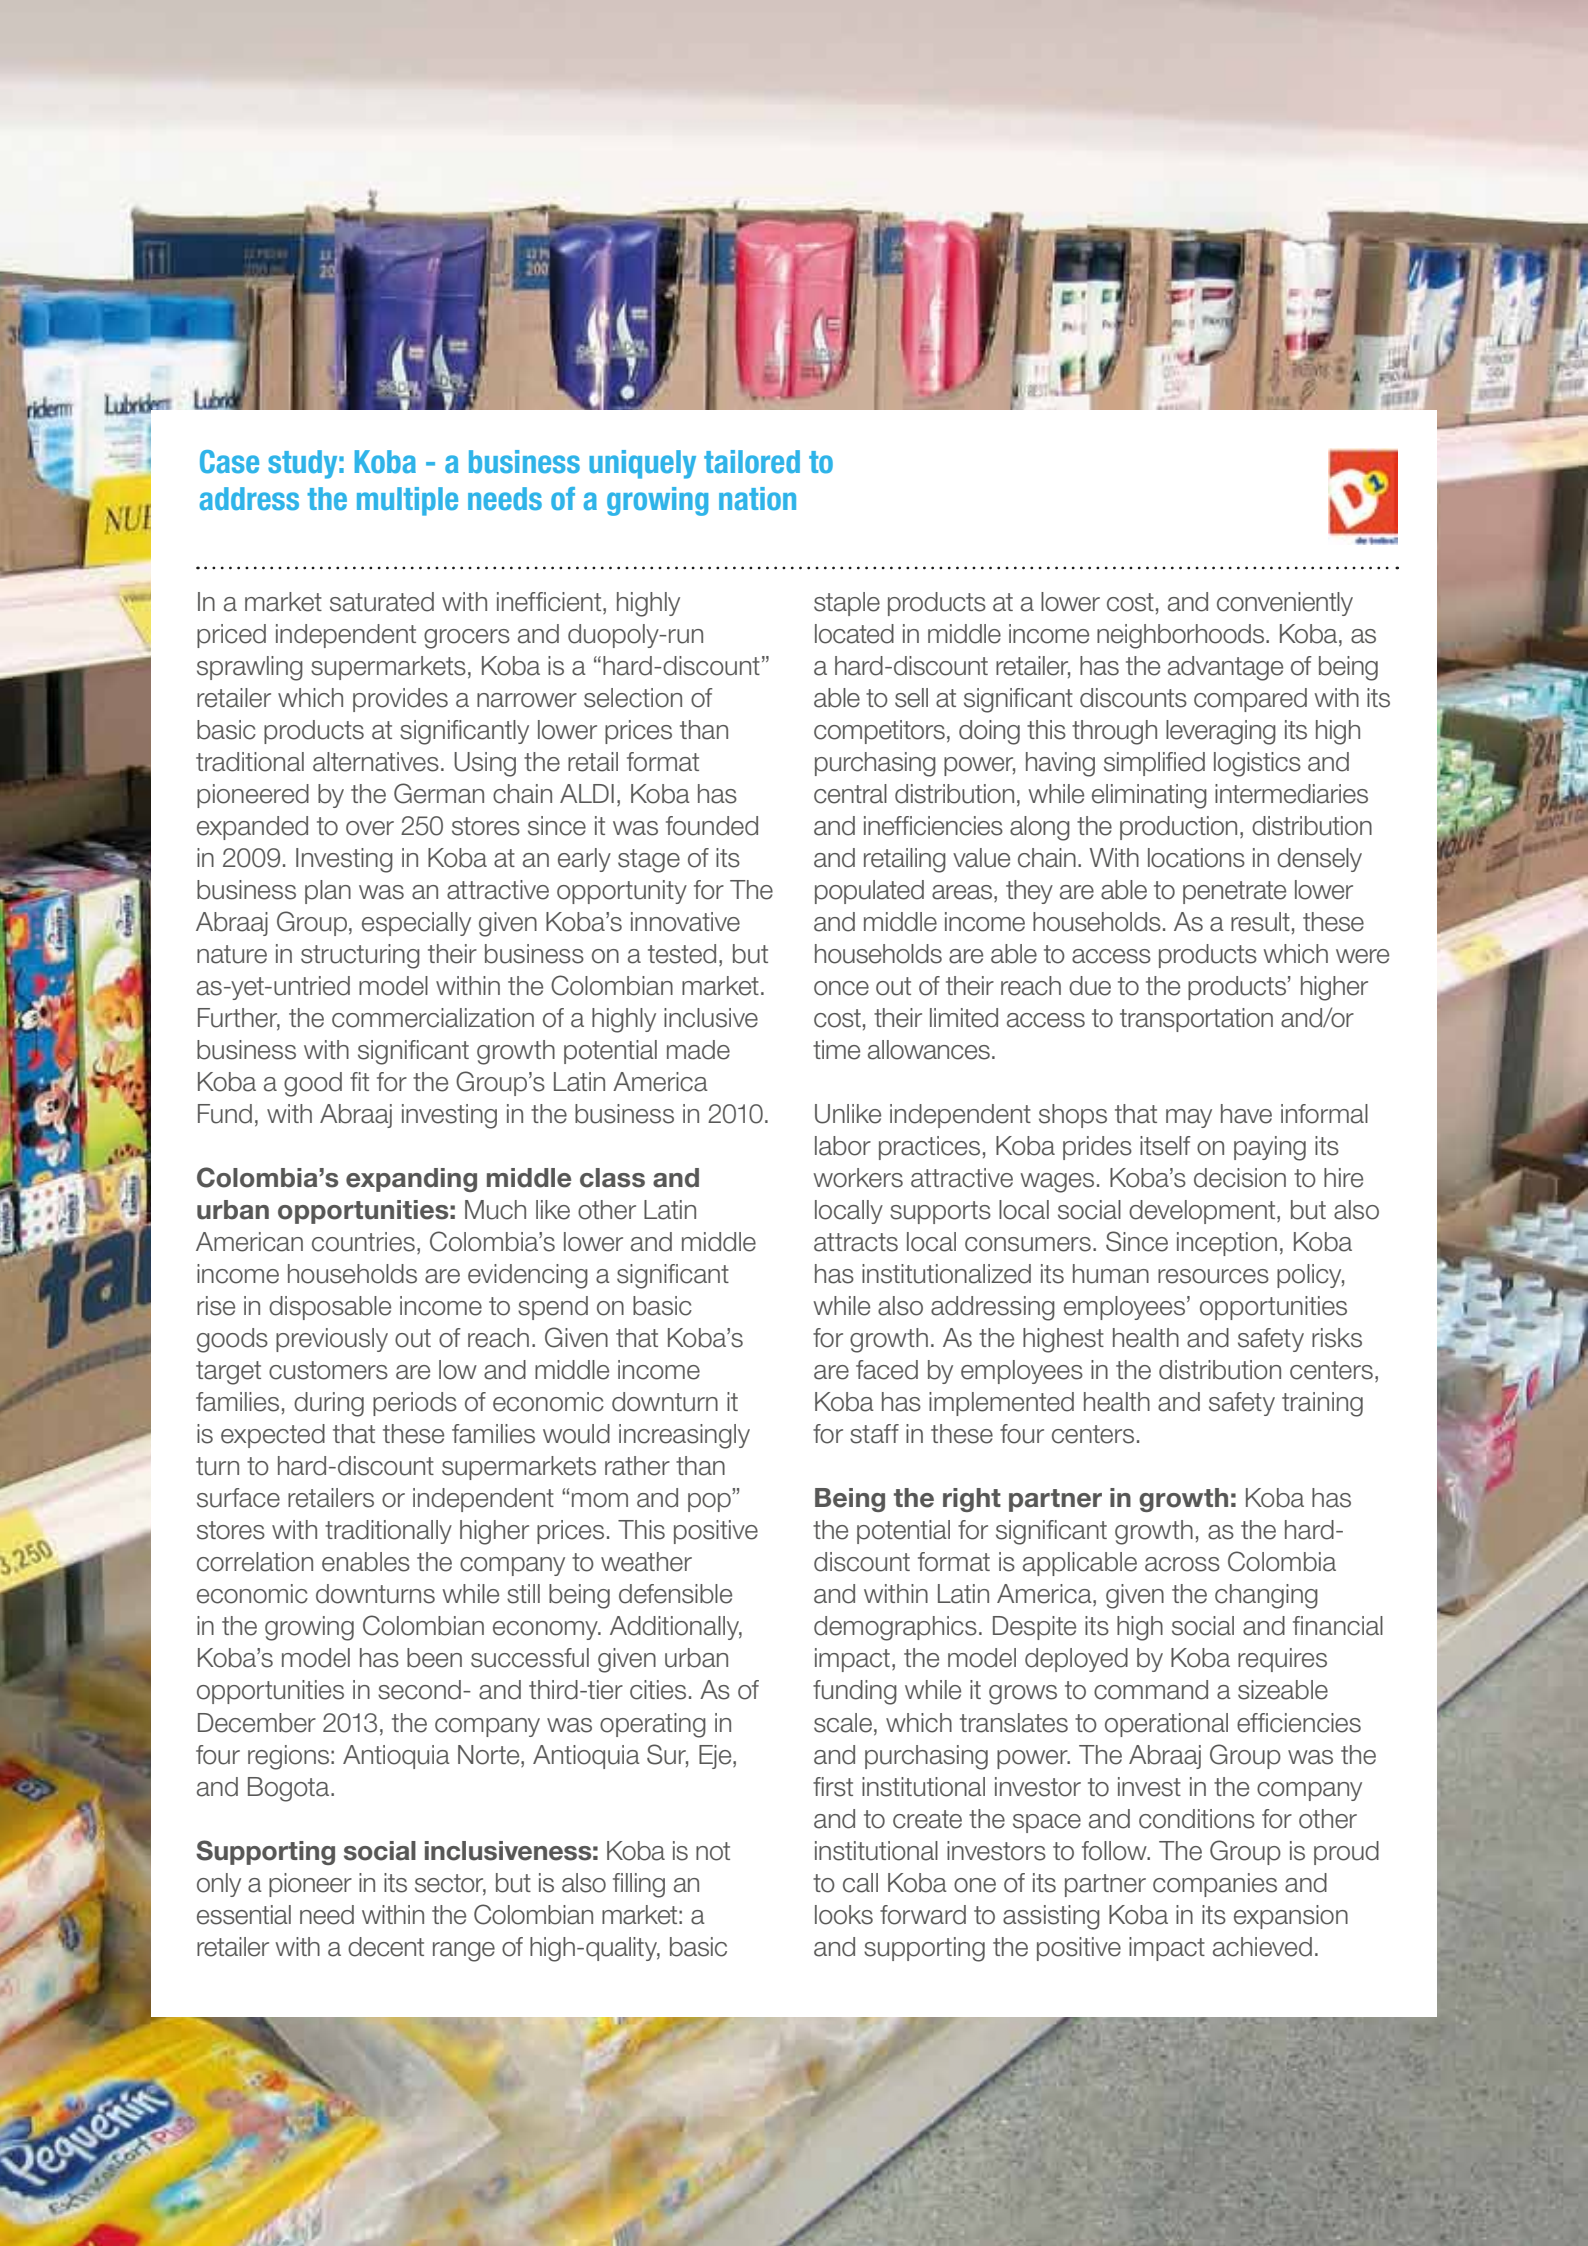 Lubriderm
Lubrid
NUE
Case study: Koba - a business uniquely tailored to
address the multiple needs of a growing nation
D
1
In a market saturated with inefficient, highly
priced independent grocers and duopoly-run
sprawling supermarkets, Koba is a “hard-discount”
retailer which provides a narrower selection of
basic products at significantly lower prices than
traditional alternatives. Using the retail format
pioneered by the German chain ALDI, Koba has
expanded to over 250 stores since it was founded
in 2009. Investing in Koba at an early stage of its
business plan was an attractive opportunity for The
Abraaj Group, especially given Koba’s innovative
nature in structuring their business on a tested, but
as-yet-untried model within the Colombian market.
Further, the commercialization of a highly inclusive
business with significant growth potential made
Koba a good fit for the Group’s Latin America
Fund, with Abraaj investing in the business in 2010.
Colombia’s expanding middle class and
urban opportunities: Much like other Latin
American countries, Colombia’s lower and middle
income households are evidencing a significant
rise in disposable income to spend on basic
goods previously out of reach. Given that Koba’s
target customers are low and middle income
families, during periods of economic downturn it
is expected that these families would increasingly
turn to hard-discount supermarkets rather than
surface retailers or independent “mom and pop”
stores with traditionally higher prices. This positive
correlation enables the company to weather
economic downturns while still being defensible
in the growing Colombian economy. Additionally,
Koba’s model has been successful given urban
opportunities in second- and third-tier cities. As of
December 2013, the company was operating in
four regions: Antioquia Norte, Antioquia Sur, Eje,
and Bogota.
Supporting social inclusiveness: Koba is not
only a pioneer in its sector, but is also filling an
essential need within the Colombian market: a
retailer with a decent range of high-quality, basic
staple products at a lower cost, and conveniently
located in middle income neighborhoods. Koba, as
a hard-discount retailer, has the advantage of being
able to sell at significant discounts compared with its
competitors, doing this through leveraging its high
purchasing power, having simplified logistics and
central distribution, while eliminating intermediaries
and inefficiencies along the production, distribution
and retailing value chain. With locations in densely
populated areas, they are able to penetrate lower
and middle income households. As a result, these
households are able to access products which were
once out of their reach due to the products’ higher
cost, their limited access to transportation and/or
time allowances.
Unlike independent shops that may have informal
labor practices, Koba prides itself on paying its
workers attractive wages. Koba’s decision to hire
locally supports local social development, but also
attracts local consumers. Since inception, Koba
has institutionalized its human resources policy,
while also addressing employees’ opportunities
for growth. As the highest health and safety risks
are faced by employees in the distribution centers,
Koba has implemented health and safety training
for staff in these four centers.
Being the right partner in growth: Koba has
the potential for significant growth, as the hard-
discount format is applicable across Colombia
and within Latin America, given the changing
demographics. Despite its high social and financial
impact, the model deployed by Koba requires
funding while it grows to command a sizeable
scale, which translates to operational efficiencies
and purchasing power. The Abraaj Group was the
first institutional investor to invest in the company
and to create the space and conditions for other
institutional investors to follow. The Group is proud
to call Koba one of its partner companies and
looks forward to assisting Koba in its expansion
and supporting the positive impact achieved.
fa
3,250
Pequeñín
Extraconfort Plus